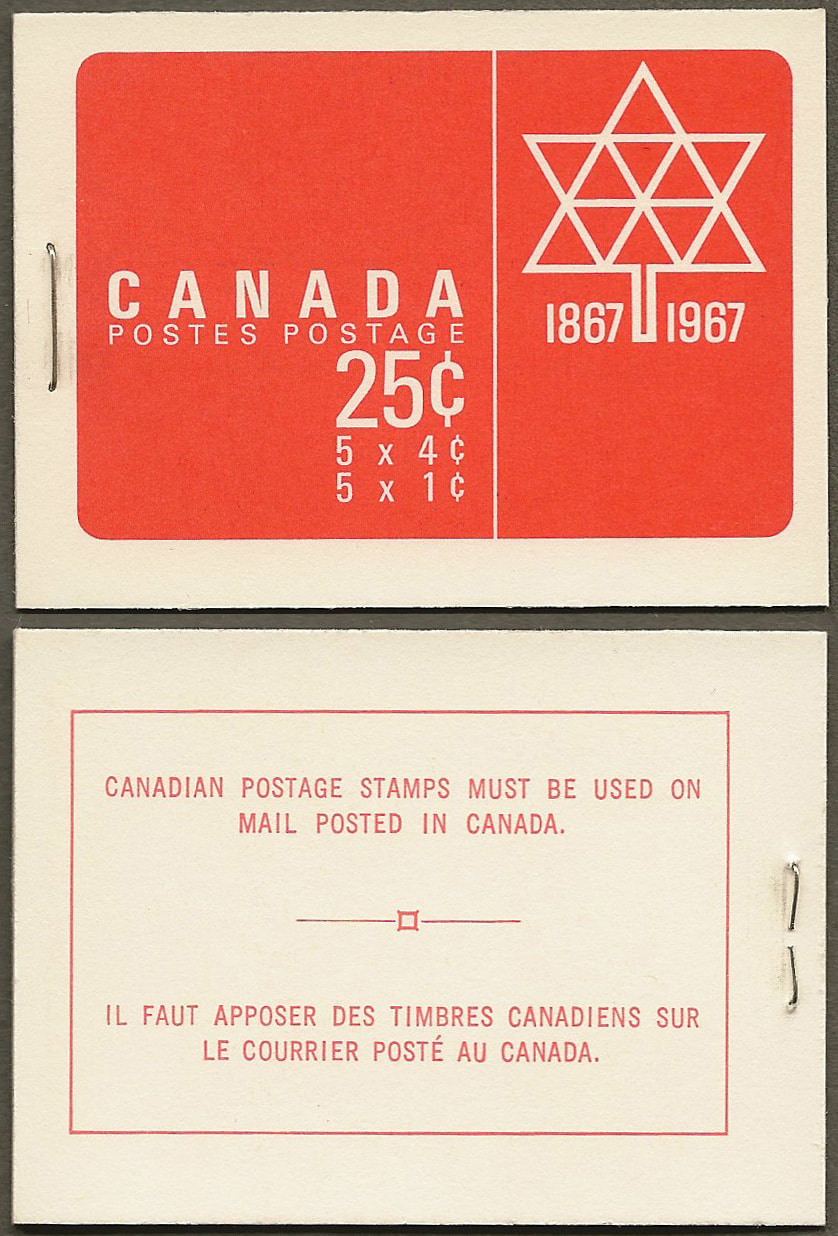 CANADA
POSTES POSTAGE
25¢
5 x 4¢
5 x 1¢
1867 1967
CANADIAN POSTAGE STAMPS MUST BE USED ON
MAIL POSTED IN CANADA.
IL FAUT APPOSER DES TIMBRES CANADIENS SUR
LE COURRIER POSTÉ AU CANADA.